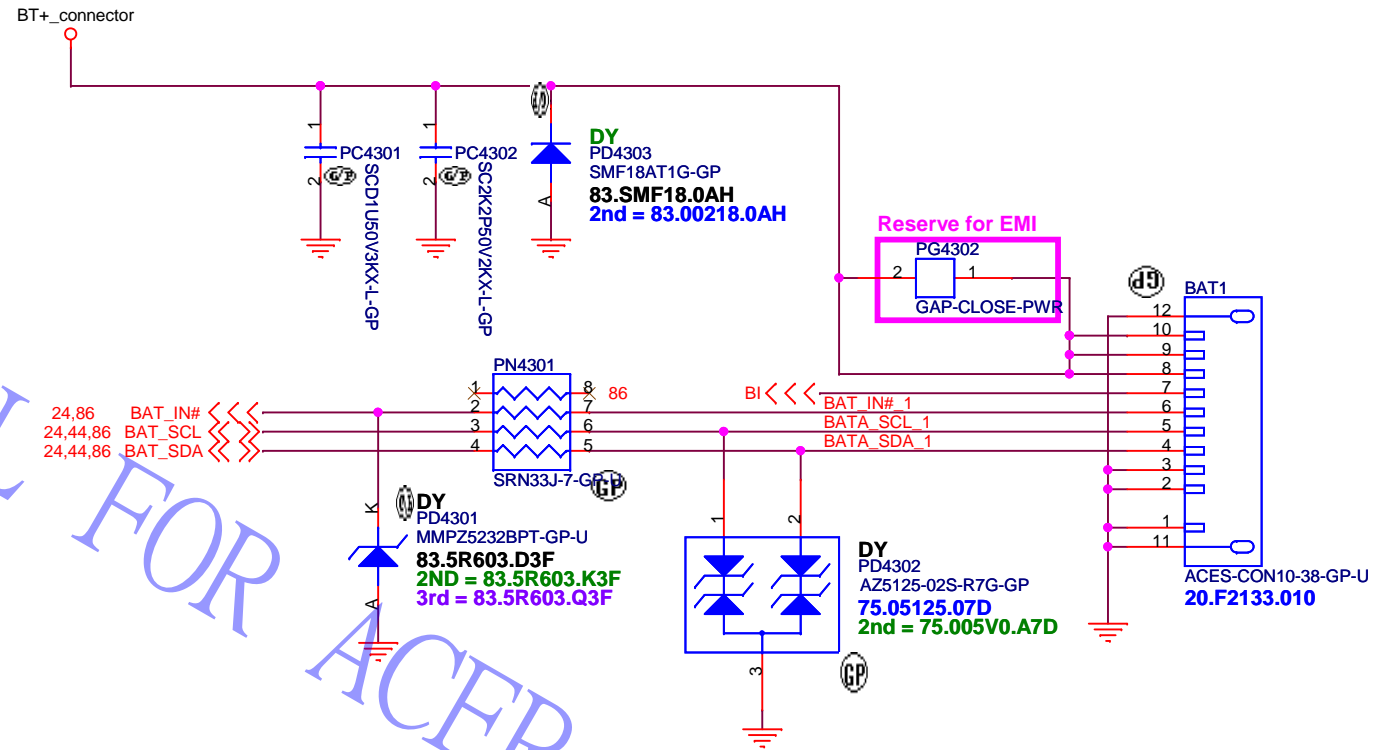 BT+_connector
1
PC4301
2
SCD1U50V3KX-L-GP
1
PC4302
2
SC2K2P50V2KX-L-GP
A
DY
PD4303
SMF18AT1G-GP
83.SMF18.0AH
2nd = 83.00218.0AH
Reserve for EMI
PG4302
2
1
GAP-CLOSE-PWR
GP
BAT1
12
10
9
8
7
6
5
4
3
2
1
11
ACES-CON10-38-GP-U
20.F2133.010
PN4301
1
2
3
4
8
7
6
5
86
SRN33J-7-GP-U
GP
BI
BAT_IN#_1
BATA_SCL_1
BATA_SDA_1
24,86 BAT_IN#
24,44,86 BAT_SCL
24,44,86 BAT_SDA
K
A
DY
PD4301
MMPZ5232BPT-GP-U
83.5R603.D3F
2ND = 83.5R603.K3F
3rd = 83.5R603.Q3F
1
2
3
DY
PD4302
AZ5125-02S-R7G-GP
75.05125.07D
2nd = 75.005V0.A7D
GP
L FOR ACER